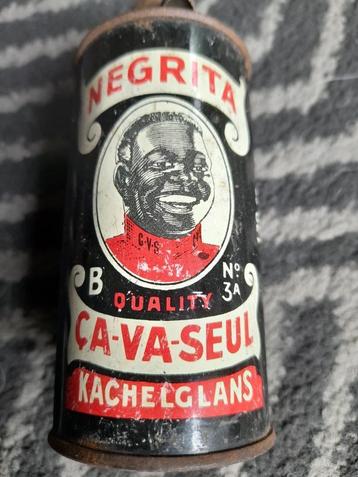 NEGRITA
C·V·S
B
QUALITY
Nº
3A
ÇA-VA-SEUL
KACHELGLANS